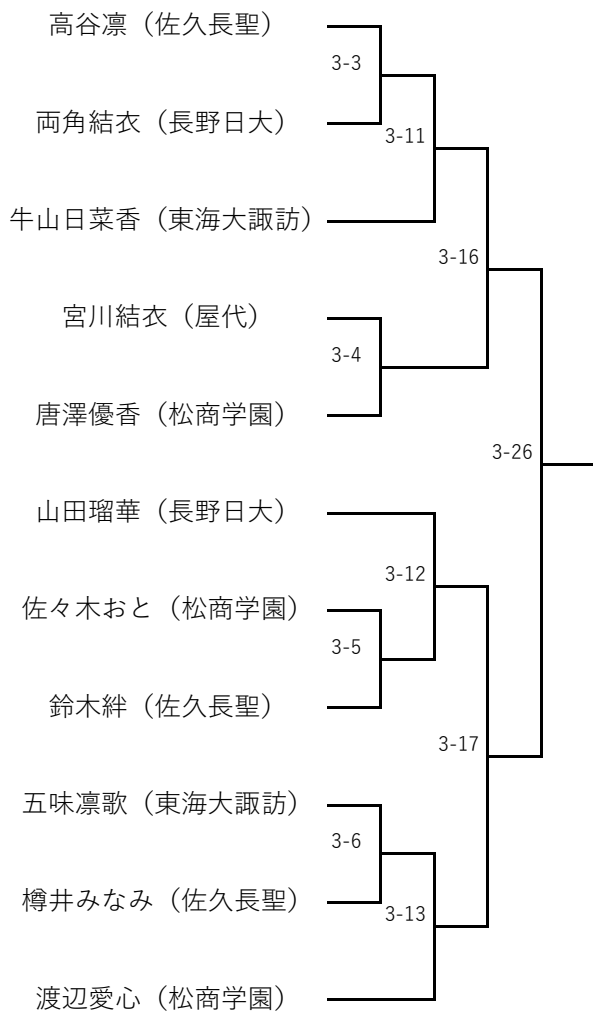 高谷凛（佐久長聖）
3-3
両角結衣（長野日大）
3-11
牛山日菜香（東海大諏訪）
3-16
宮川結衣（屋代）
3-4
唐澤優香（松商学園）
3-26
山田瑠華（長野日大）
3-12
佐々木おと（松商学園）
3-5
鈴木絆（佐久長聖）
3-17
五味凛歌（東海大諏訪）
3-6
樽井みなみ（佐久長聖）
3-13
渡辺愛心（松商学園）